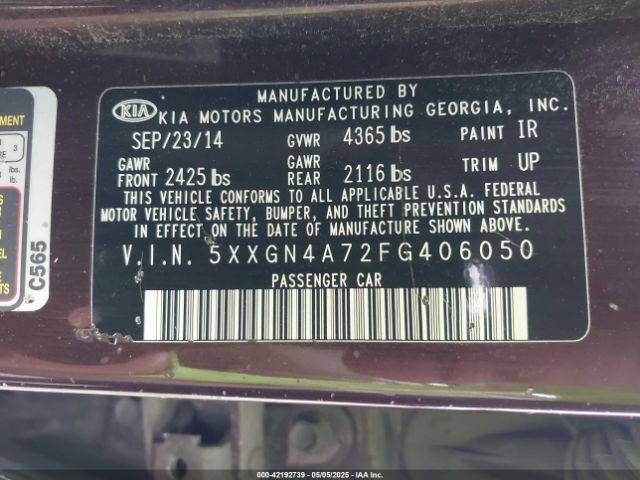 MANUFACTURED BY
KIA KIA MOTORS MANUFACTURING GEORGIA, INC.
SEP/23/14 GVWR 4365 lbs PAINT IR
GAWR FRONT 2425 lbs GAWR REAR 2116 lbs TRIM UP
THIS VEHICLE CONFORMS TO ALL APPLICABLE U.S.A. FEDERAL
MOTOR VEHICLE SAFETY, BUMPER, AND THEFT PREVENTION STANDARDS
IN EFFECT ON THE DATE OF MANUFACTURE SHOWN ABOVE.
V.I.N. 5XXGN4A72FG406050
PASSENGER CAR
C565
3
lbs.
lb.
000-42192739 - 05/05/2025 - IAA Inc.